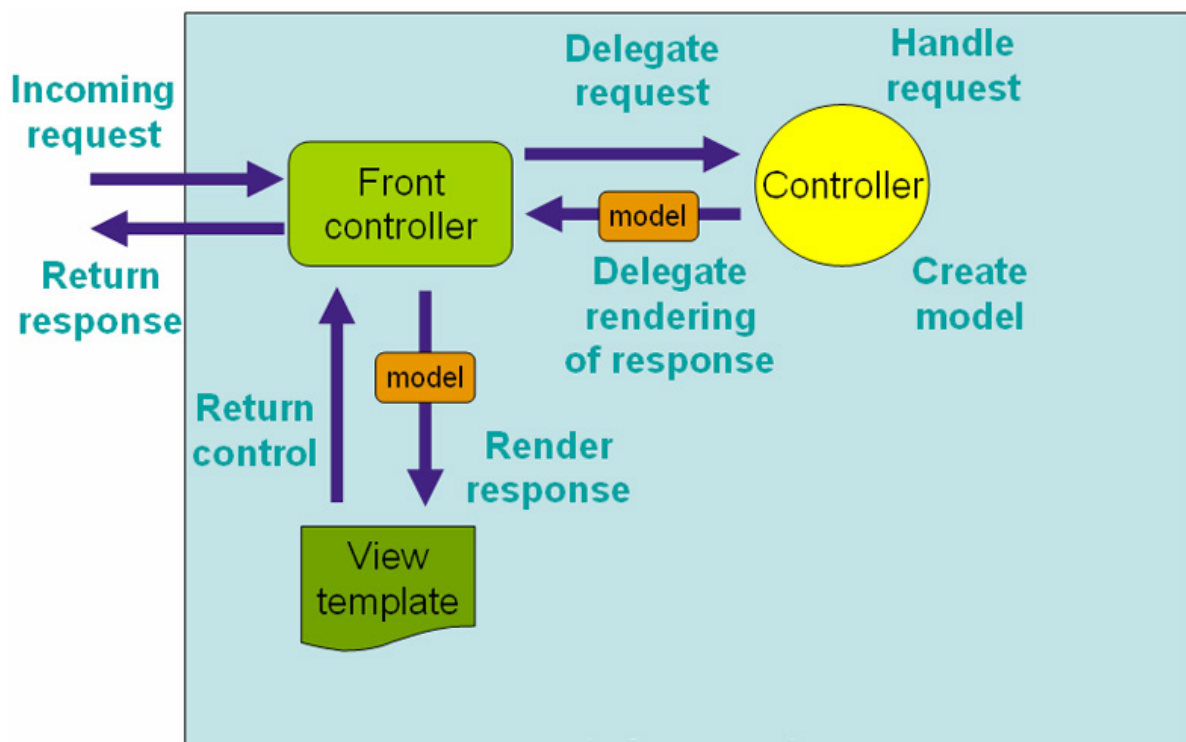 Incoming
request
Return
response
Front
controller
Delegate
request
Handle
request
Controller
model
Delegate
rendering
of response
Create
model
Return
control
model
Render
response
View
template